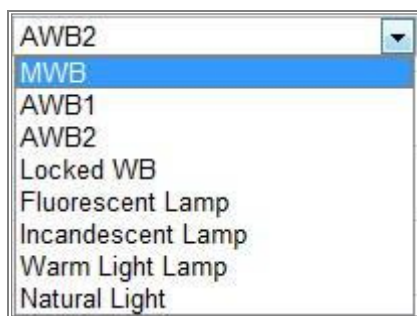 AWB2
MWB
AWB1
AWB2
Locked WB
Fluorescent Lamp
Incandescent Lamp
Warm Light Lamp
Natural Light